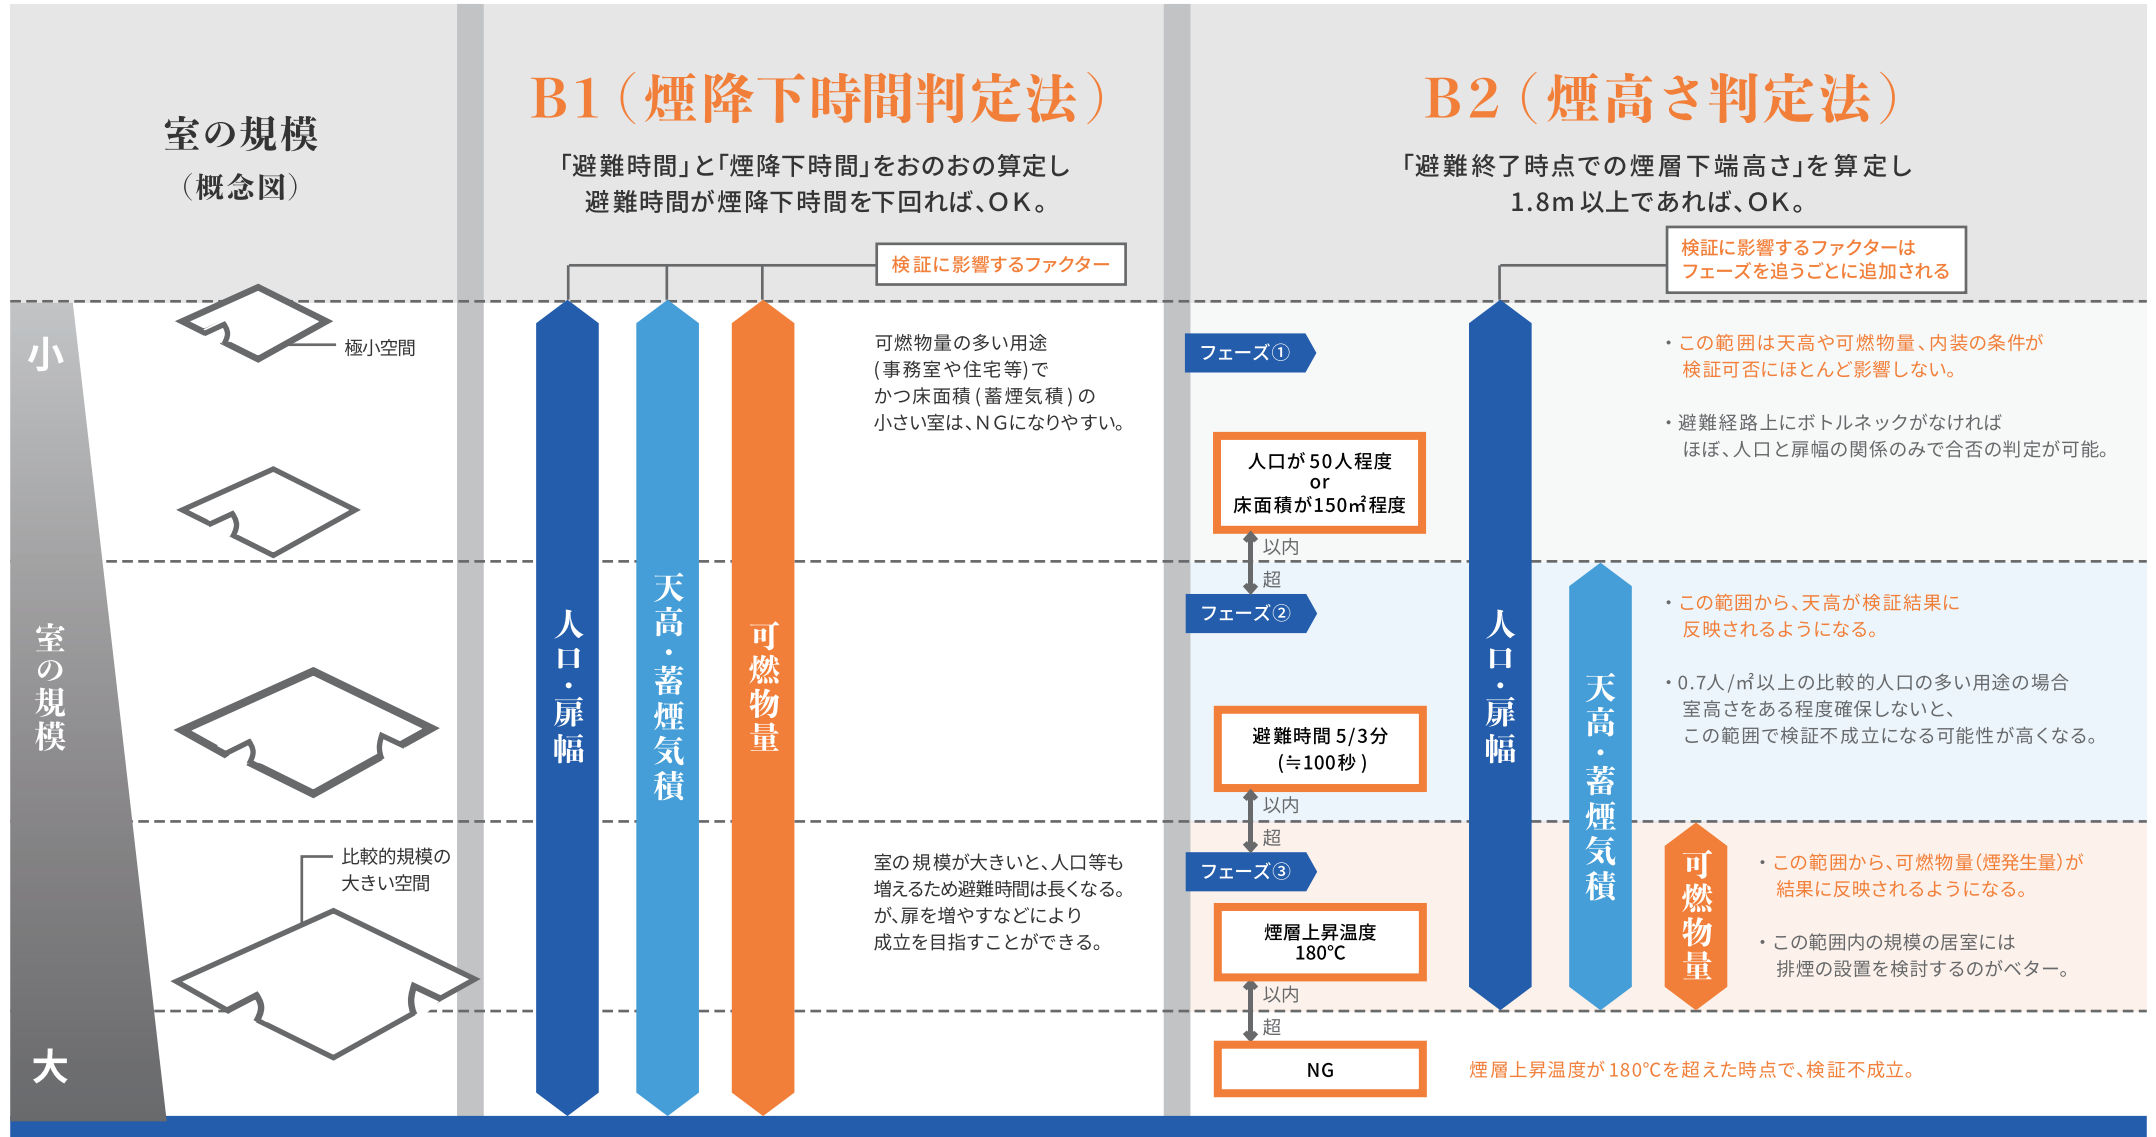 室の規模
（概念図）
B1（煙降下時間判定法）
「避難時間」と「煙降下時間」をおのおの算定し
避難時間が煙降下時間を下回れば、OK。
検証に影響するファクター
B2（煙高さ判定法）
「避難終了時点での煙層下端高さ」を算定し
1.8m以上であれば、OK。
検証に影響するファクターは
フェーズを追うごとに追加される
小
室の規模
大
極小空間
比較的規模の
大きい空間
人口・扉幅
天高・蓄煙気積
可燃物量
可燃物量の多い用途
(事務室や住宅等)で
かつ床面積(蓄煙気積)の
小さい室は、NGになりやすい。
室の規模が大きいと、人口等も
増えるため避難時間は長くなる。
が、扉を増やすなどにより
成立を目指すことができる。
フェーズ①
人口が50人程度
or
床面積が150㎡程度
以内
超
フェーズ②
避難時間5/3分
(≒100秒)
以内
超
フェーズ③
煙層上昇温度
180℃
以内
超
NG
人口・扉幅
天高・蓄煙気積
可燃物量
・この範囲は天高や可燃物量、内装の条件が
検証可否にほとんど影響しない。
・避難経路上にボトルネックがなければ
ほぼ、人口と扉幅の関係のみで合否の判定が可能。
・この範囲から、天高が検証結果に
反映されるようになる。
・0.7人/㎡以上の比較的人口の多い用途の場合
室高さをある程度確保しないと、
この範囲で検証不成立になる可能性が高くなる。
・この範囲から、可燃物量(煙発生量)が
結果に反映されるようになる。
・この範囲内の規模の居室には
排煙の設置を検討するのがベター。
煙層上昇温度が180℃を超えた時点で、検証不成立。